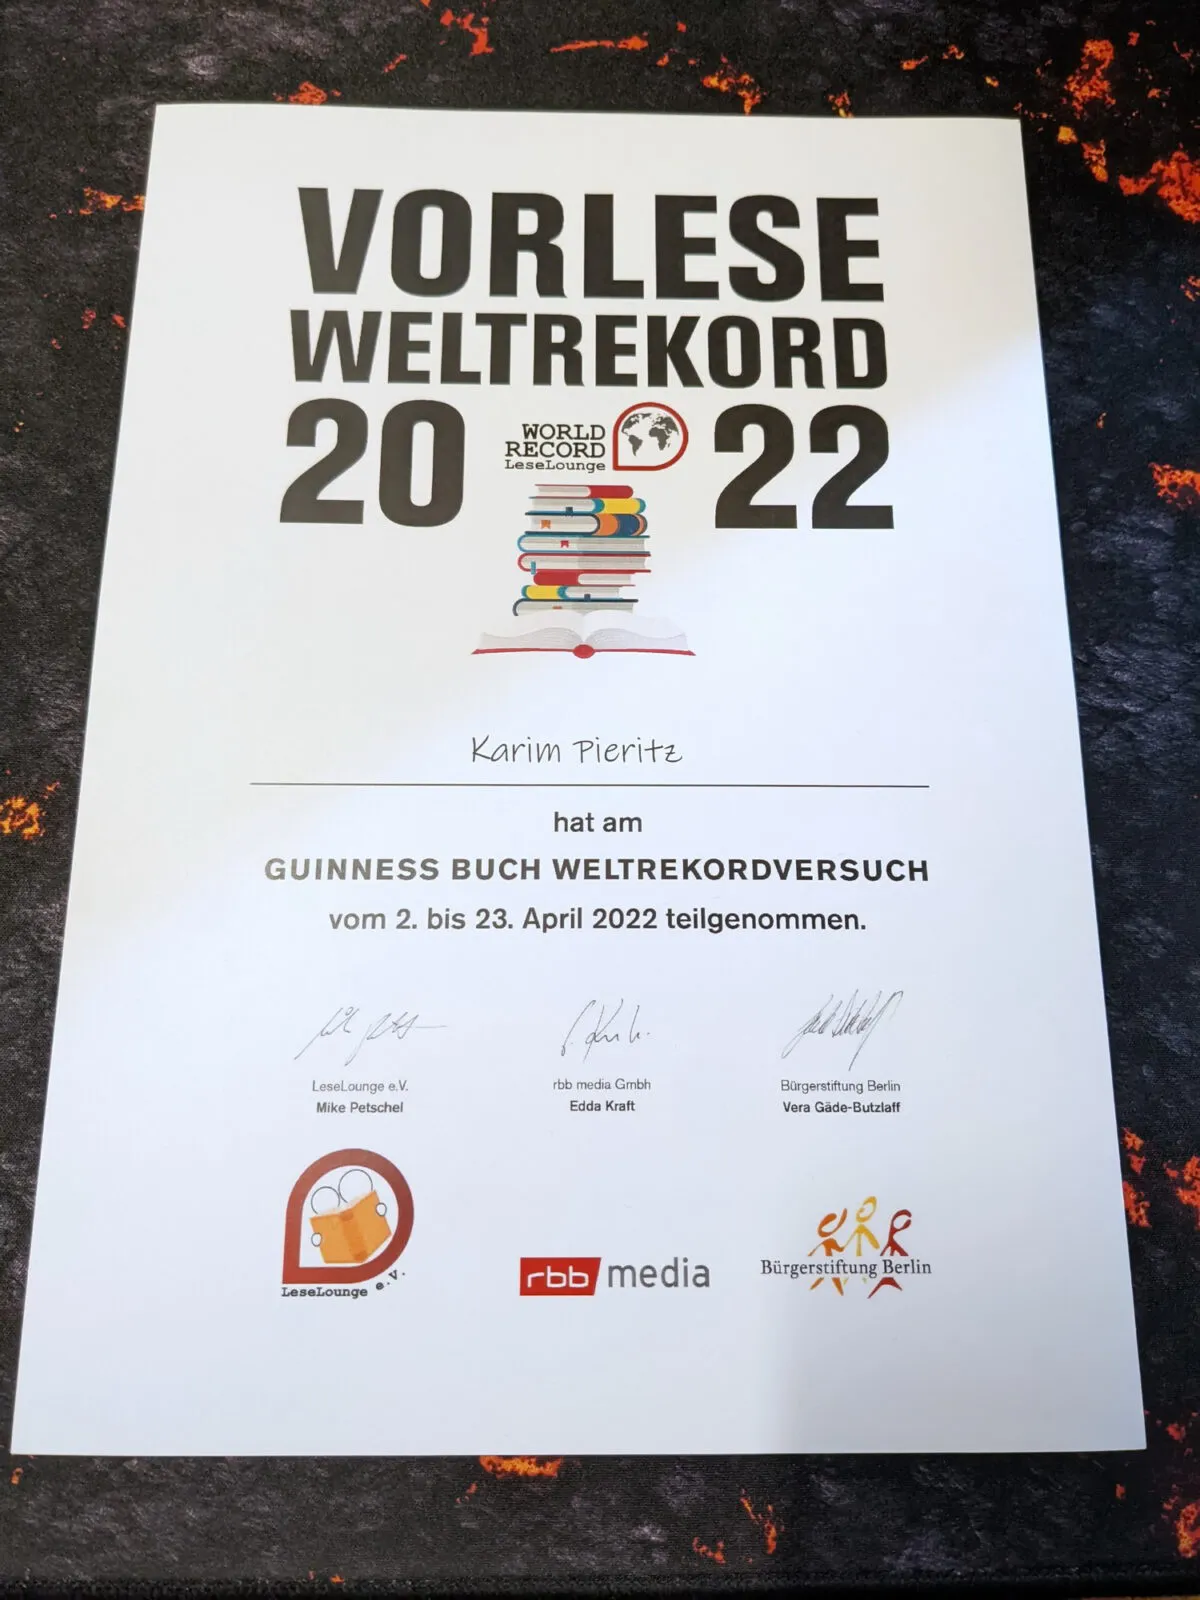 VORLESE
WELTREKORD
20 22
WORLD
RECORD
LeseLounge
Karim Pieritz
hat am
GUINNESS BUCH WELTREKORDVERSUCH
vom 2. bis 23. April 2022 teilgenommen.
LeseLounge e.V. rbb media Gmbh Bürgerstiftung Berlin
Mike Petschel Edda Kraft Vera Gäde-Butzlaff
LeseLounge e.V.
rbb media
Bürgerstiftung Berlin